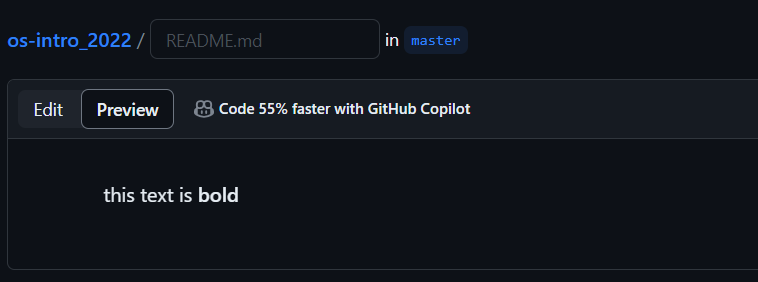 os-intro_2022 / README.md in master
Edit Preview Code 55% faster with GitHub Copilot
this text is bold